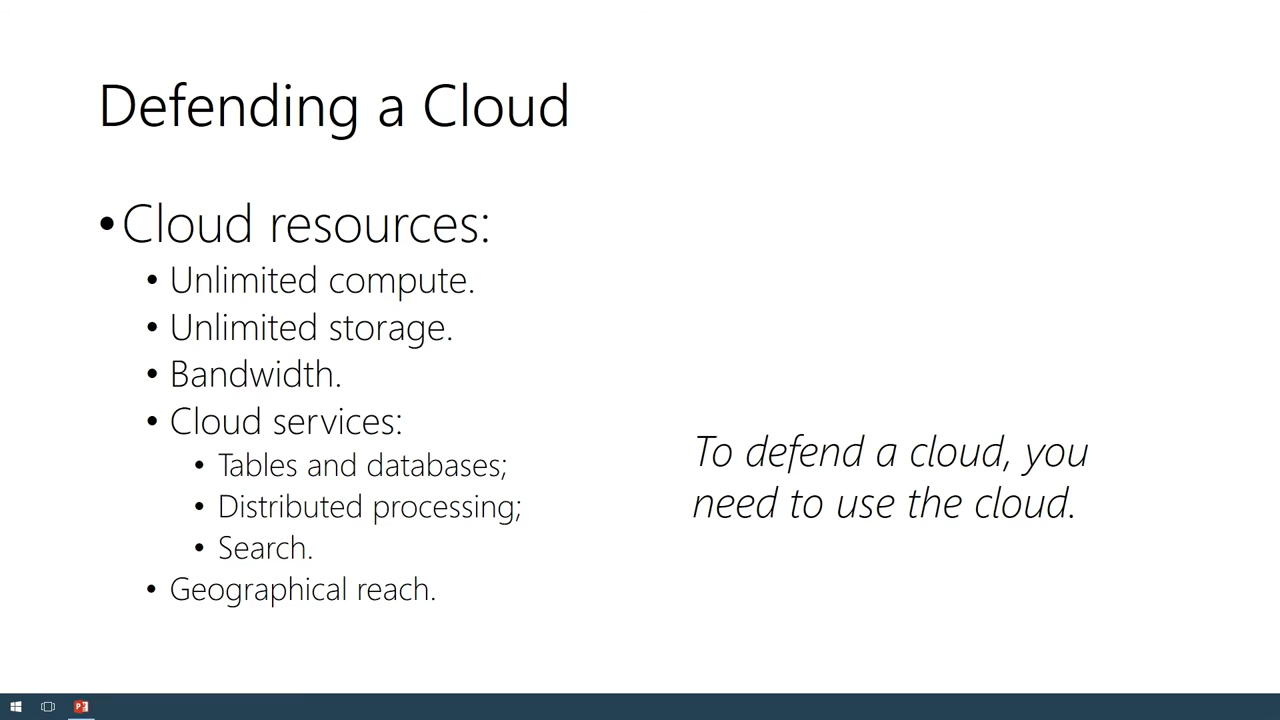 Defending a Cloud
•Cloud resources:
• Unlimited compute.
• Unlimited storage.
• Bandwidth.
• Cloud services:
• Tables and databases;
• Distributed processing;
• Search.
• Geographical reach.
To defend a cloud, you
need to use the cloud.